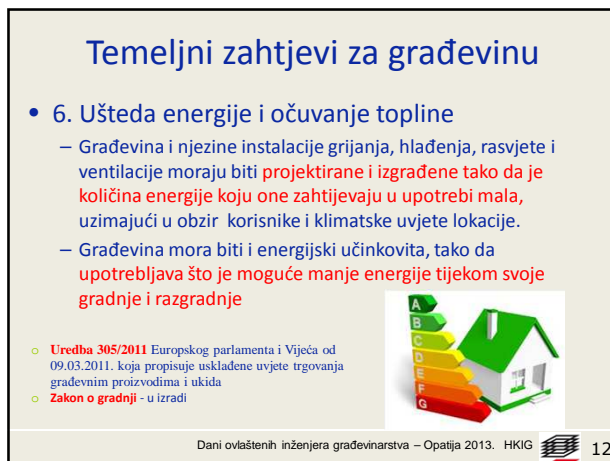 Temeljni zahtjevi za građevinu
• 6. Ušteda energije i očuvanje topline
– Građevina i njezine instalacije grijanja, hlađenja, rasvjete i
ventilacije moraju biti projektirane i izgrađene tako da je
količina energije koju one zahtijevaju u upotrebi mala,
uzimajući u obzir korisnike i klimatske uvjete lokacije.
– Građevina mora biti i energijski učinkovita, tako da
upotrebljava što je moguće manje energije tijekom svoje
gradnje i razgradnje
A
B
C
D
E
F
G
o Uredba 305/2011 Europskog parlamenta i Vijeća od
09.03.2011. koja propisuje usklađene uvjete trgovanja
građevnim proizvodima i ukida
o Zakon o gradnji - u izradi
Dani ovlaštenih inženjera građevinarstva – Opatija 2013. HKIG 12